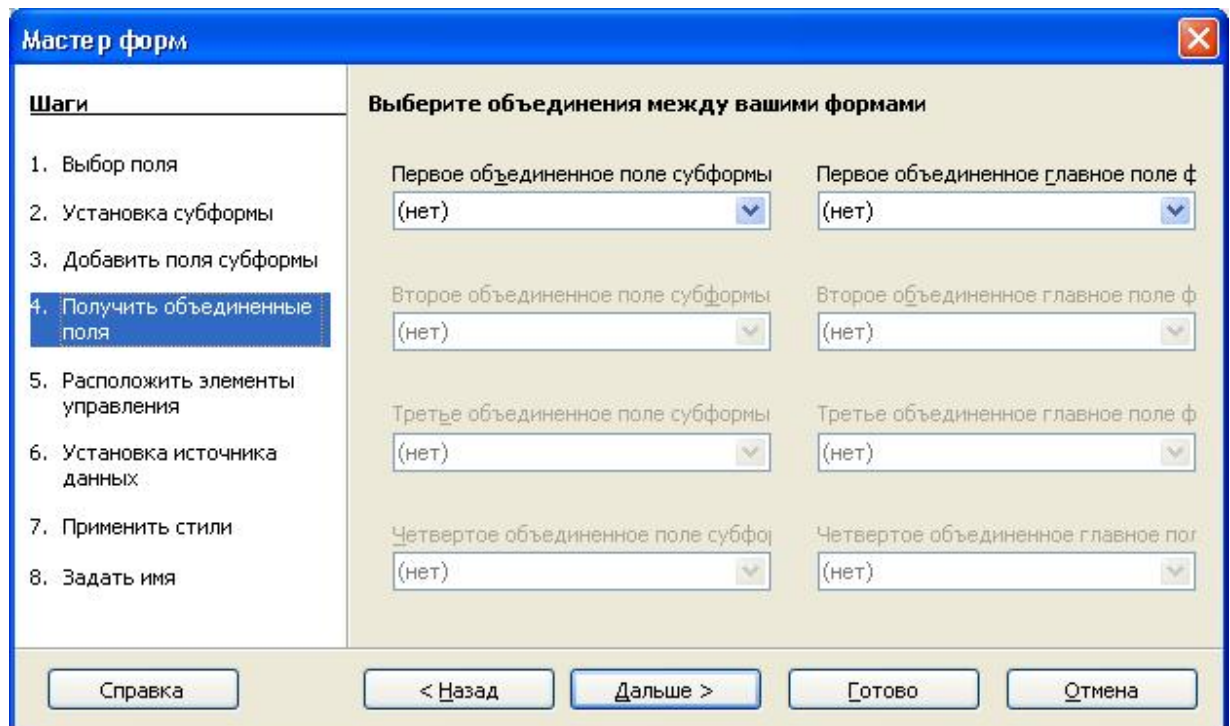 Мастер форм
Шаги
1. Выбор поля
2. Установка субформы
3. Добавить поля субформы
4. Получить объединенные
поля
5. Расположить элементы
управления
6. Установка источника
данных
7. Применить стили
8. Задать имя
Выберите объединения между вашими формами
Первое объединенное поле субформы
Первое объединенное главное поле ф
(нет)
(нет)
Второе объединенное поле субформы
Второе объединенное главное поле ф
(нет)
(нет)
Третье объединенное поле субформы
Третье объединенное главное поле ф
(нет)
(нет)
Четвертое объединенное поле субфор
Четвертое объединенное главное пол
(нет)
(нет)
Справка
< Назад
Дальше >
Готово
Отмена